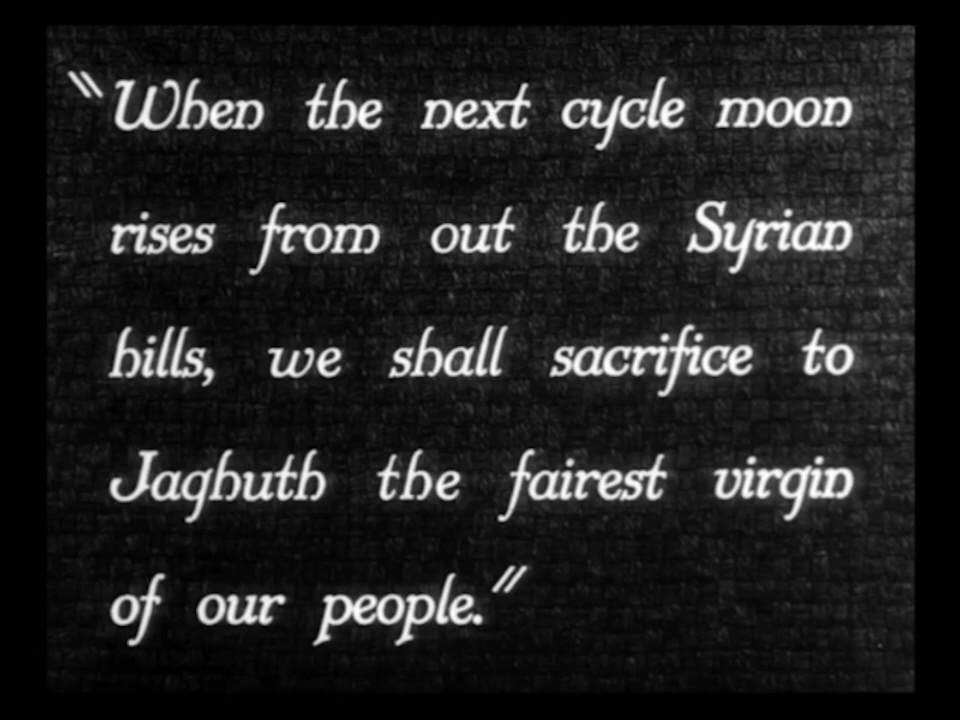 "When the next cycle moon
rises from out the Syrian
hills, we shall sacrifice to
Jaghuth the fairest virgin
of our people."